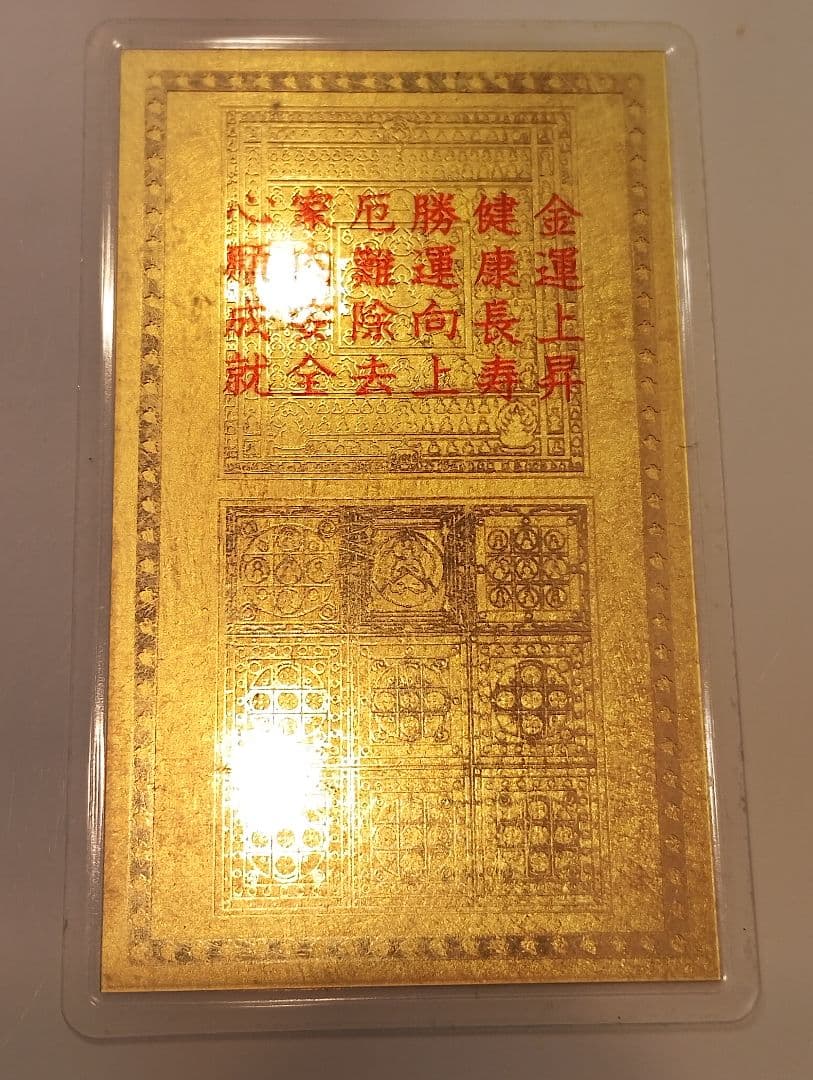 金運上昇
健康長寿
勝運向上
厄難除去
家内安全
心願成就